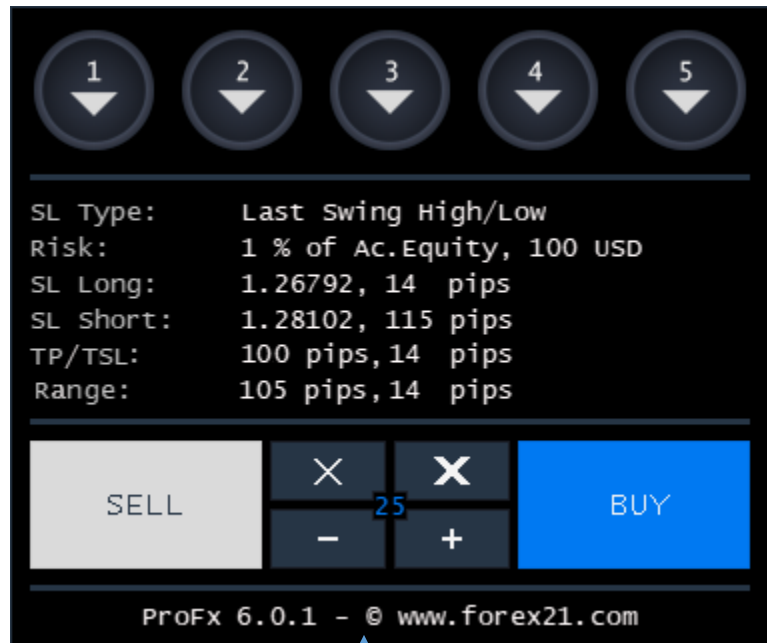 1 2 3 4 5
SL Type: Last Swing High/Low
Risk: 1 % of Ac.Equity, 100 USD
SL Long: 1.26792, 14 pips
SL Short: 1.28102, 115 pips
TP/TSL: 100 pips,14 pips
Range: 105 pips,14 pips
SELL × X BUY
25
- +
ProFx 6.0.1 - © www.forex21.com